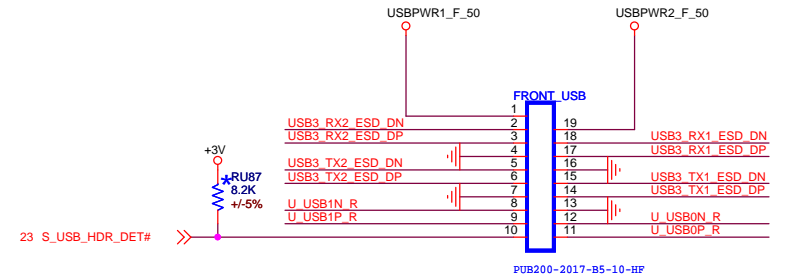 USBPWR1_F_50 USBPWR2_F_50
FRONT_USB
1
USB3_RX2_ESD_DN 2 19
USB3_RX2_ESD_DP 3 18 USB3_RX1_ESD_DN
+3V 4 17 USB3_RX1_ESD_DP
USB3_TX2_ESD_DN 5 16
*RU87 USB3_TX2_ESD_DP 6 15 USB3_TX1_ESD_DN
8.2K 7 14 USB3_TX1_ESD_DP
+/-5% U_USB1N_R 8 13
U_USB1P_R 9 12 U_USB0N_R
23 S_USB_HDR_DET# 10 11 U_USB0P_R
PUB200-2017-B5-10-HF